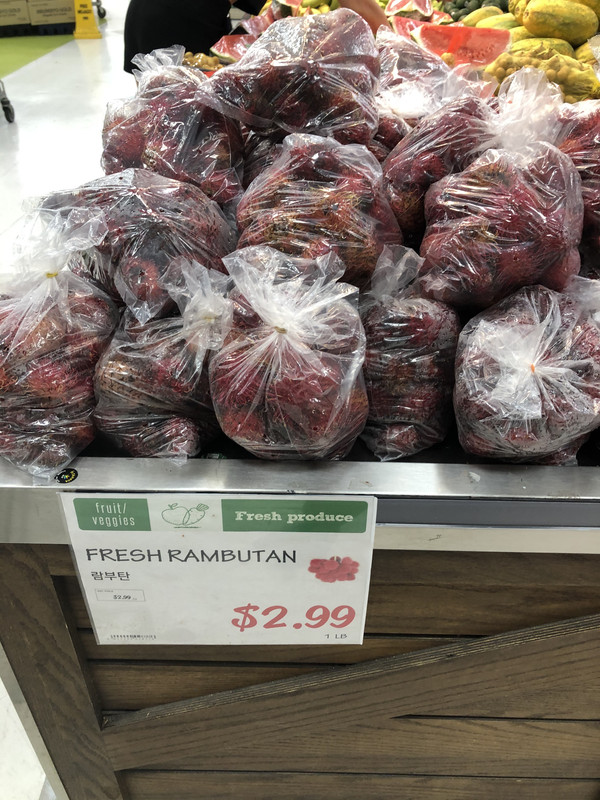 fruit/
veggies
Fresh produce
FRESH RAMBUTAN
람부탄
$2.99
$2.99
1 LB